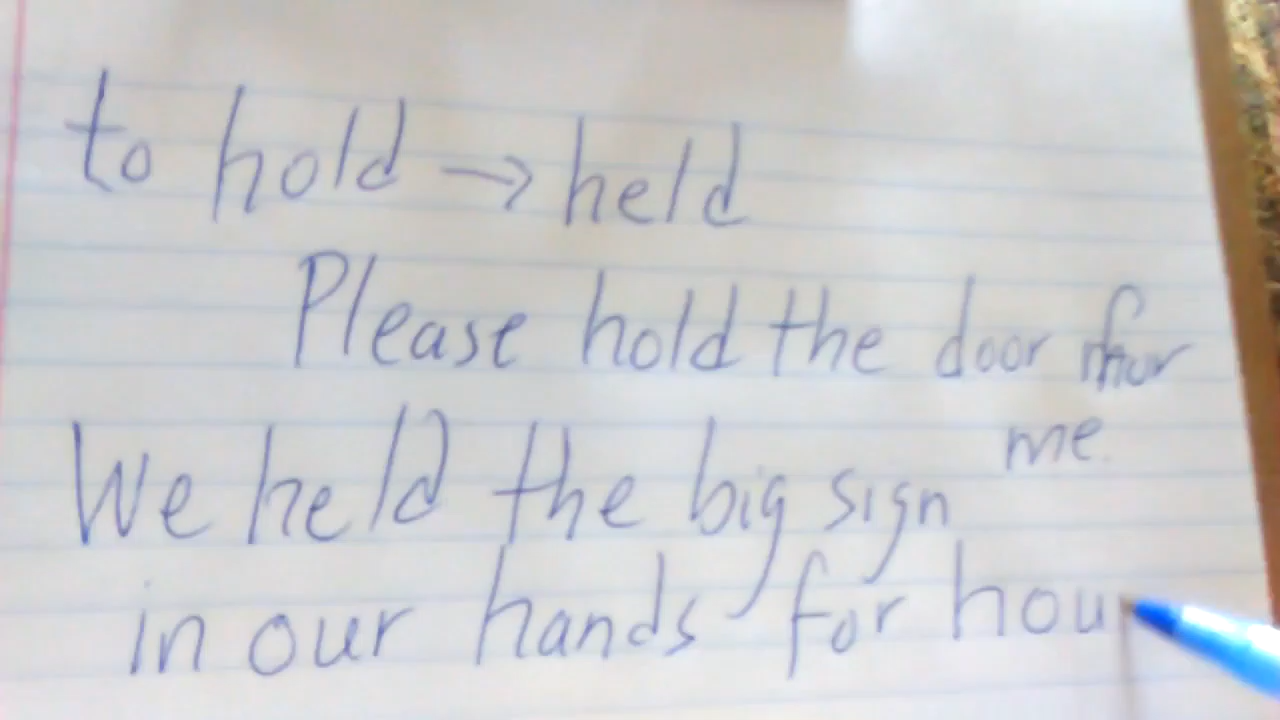 to hold → held
Please hold the door for
me.
We held the big sign
in our hands for hou